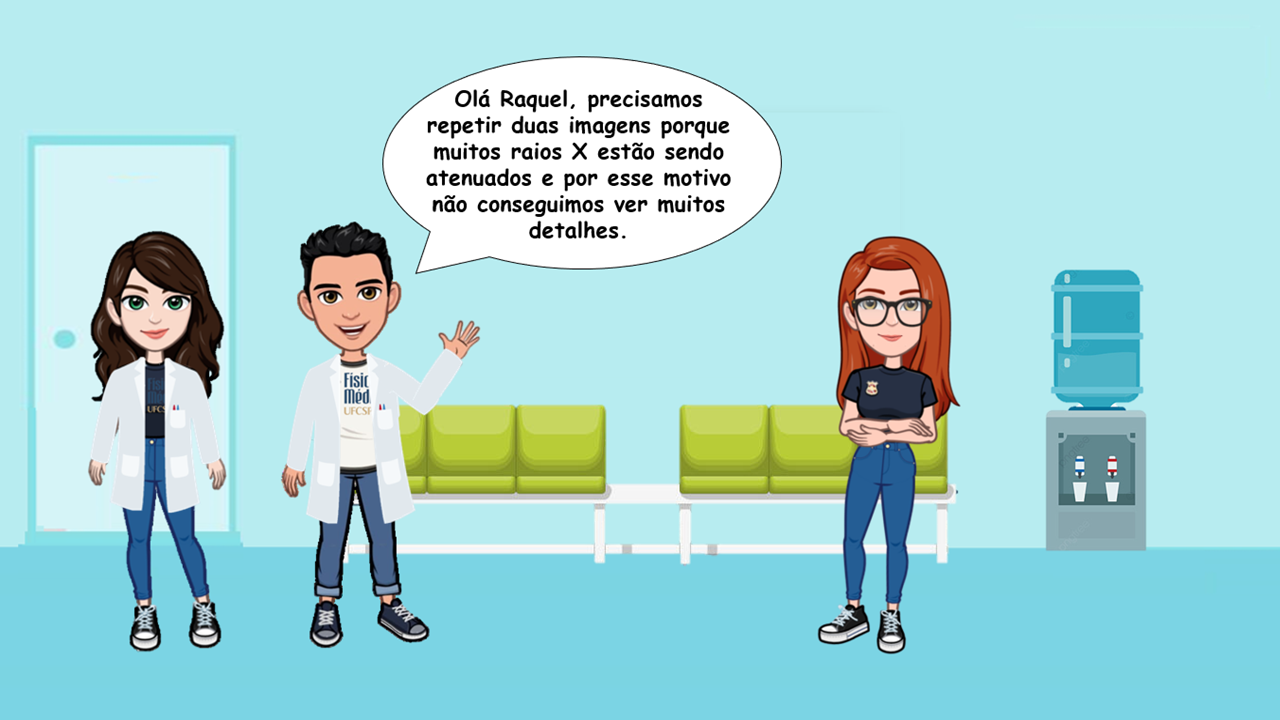 Olá Raquel, precisamos
repetir duas imagens porque
muitos raios X estão sendo
atenuados e por esse motivo
não conseguimos ver muitos
detalhes.
Físic
Méd
UFCSP